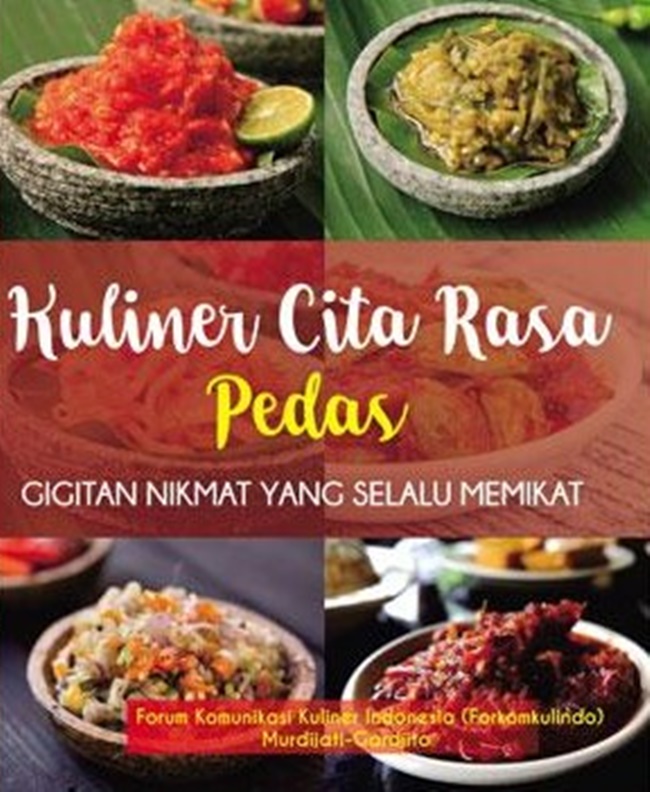 Kuliner Cita Rasa
Pedas
GIGITAN NIKMAT YANG SELALU MEMIKAT
Forum Komunikasi Kuliner Indonesia (Forkomkulindo)
Murdijati-Gardjito